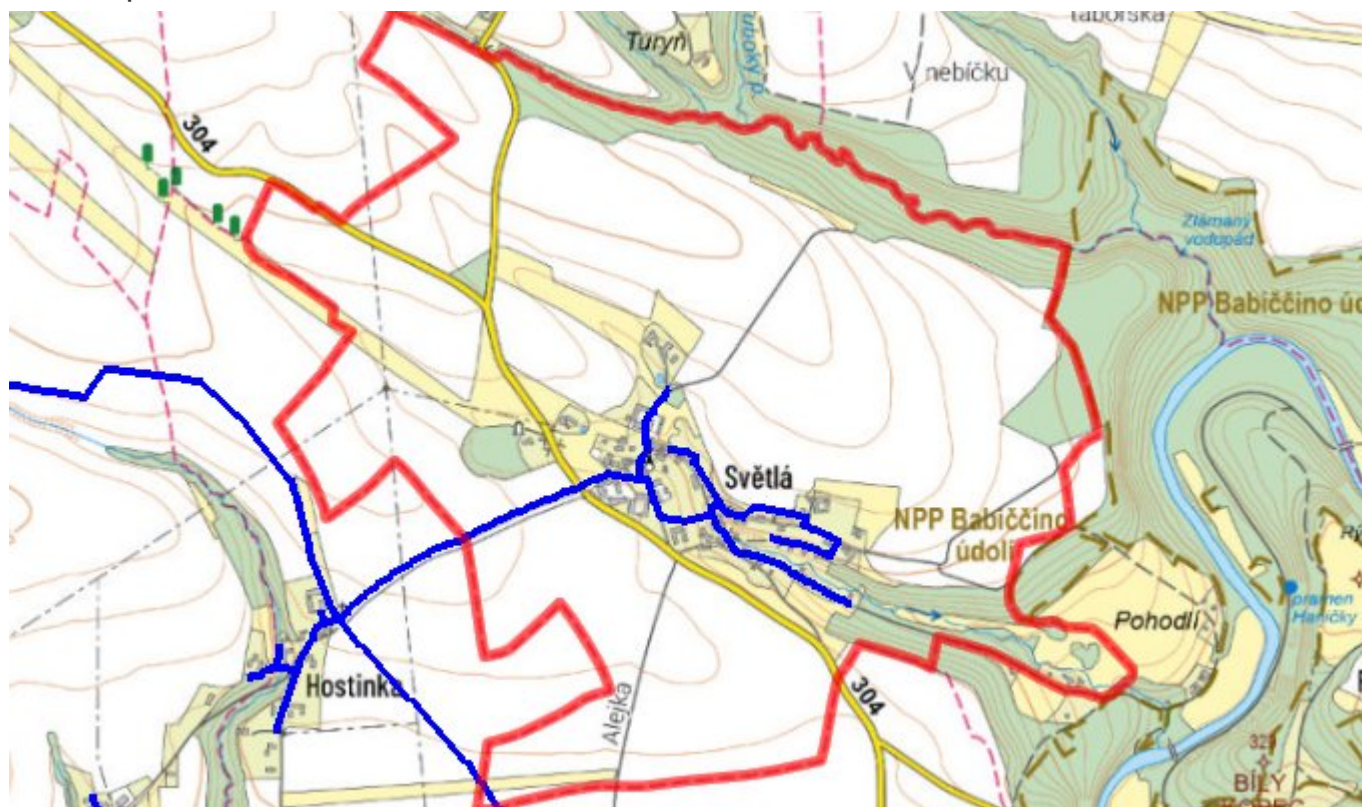 táborská
Turyň
V nebíčku
304
Zlámaný
vodopád
NPP Babiččino úd
Světlá
NPP Babiččino
údolí
pramen
Haničky
Pohodlí
Hostinka
304
Alejka
BÍLÝ